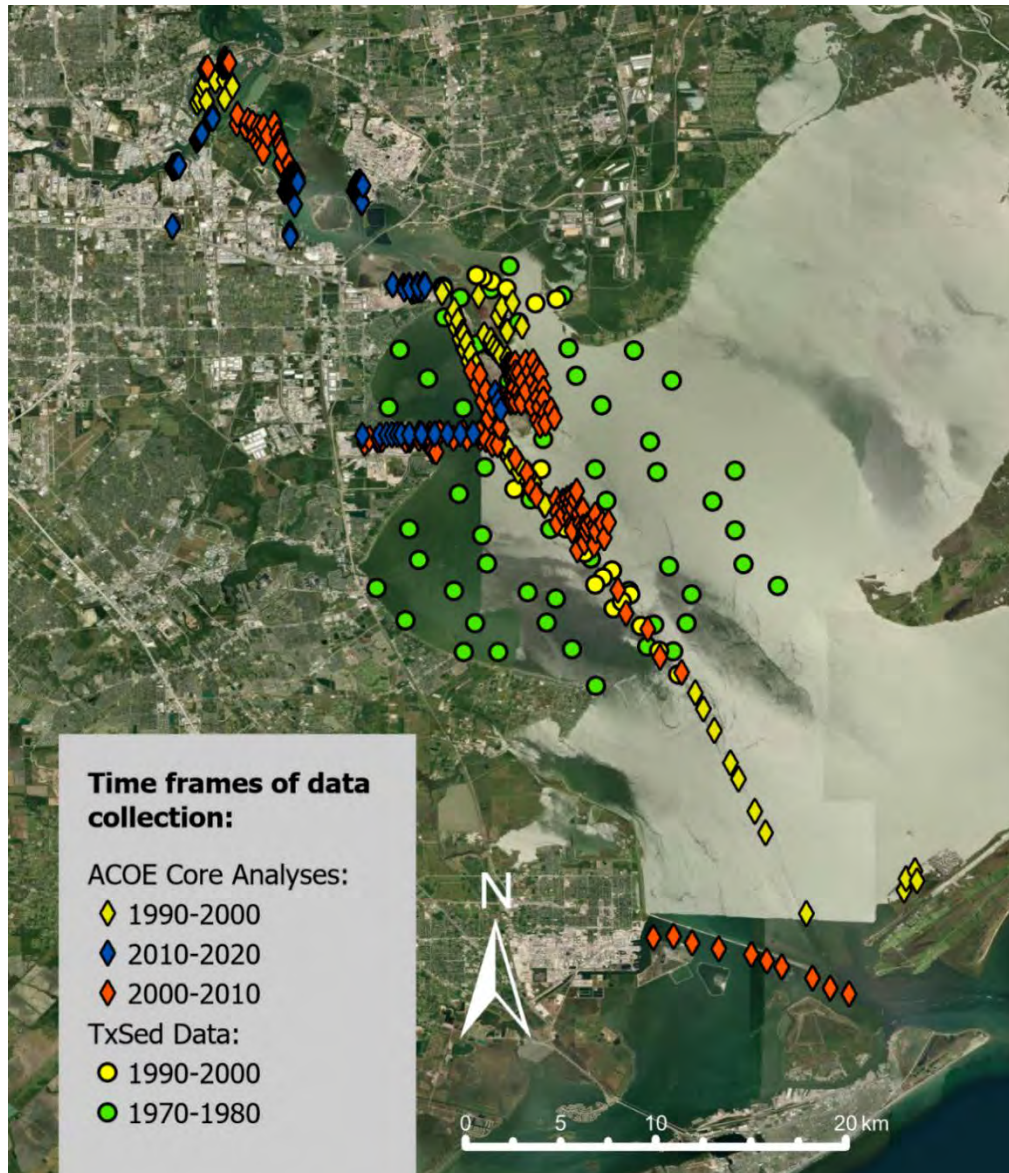 Time frames of data
collection:
ACOE Core Analyses:
1990-2000
2010-2020
2000-2010
TxSed Data:
1990-2000
1970-1980
N
0 5 10 20 km